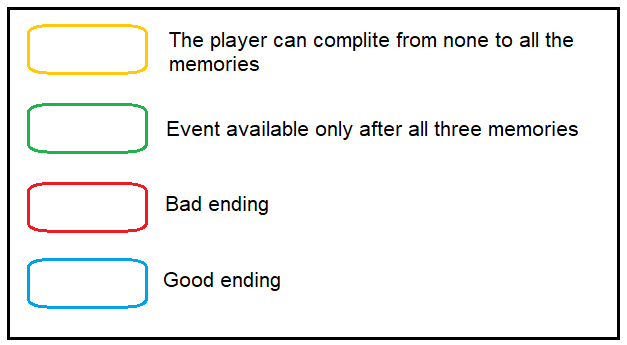 The player can complite from none to all the
memories
Event available only after all three memories
Bad ending
Good ending